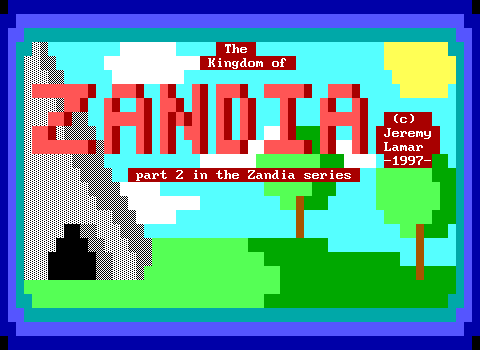 The
Kingdom of
ZANDIA
(c)
Jeremy
Lamar
-1997-
part 2 in the Zandia series